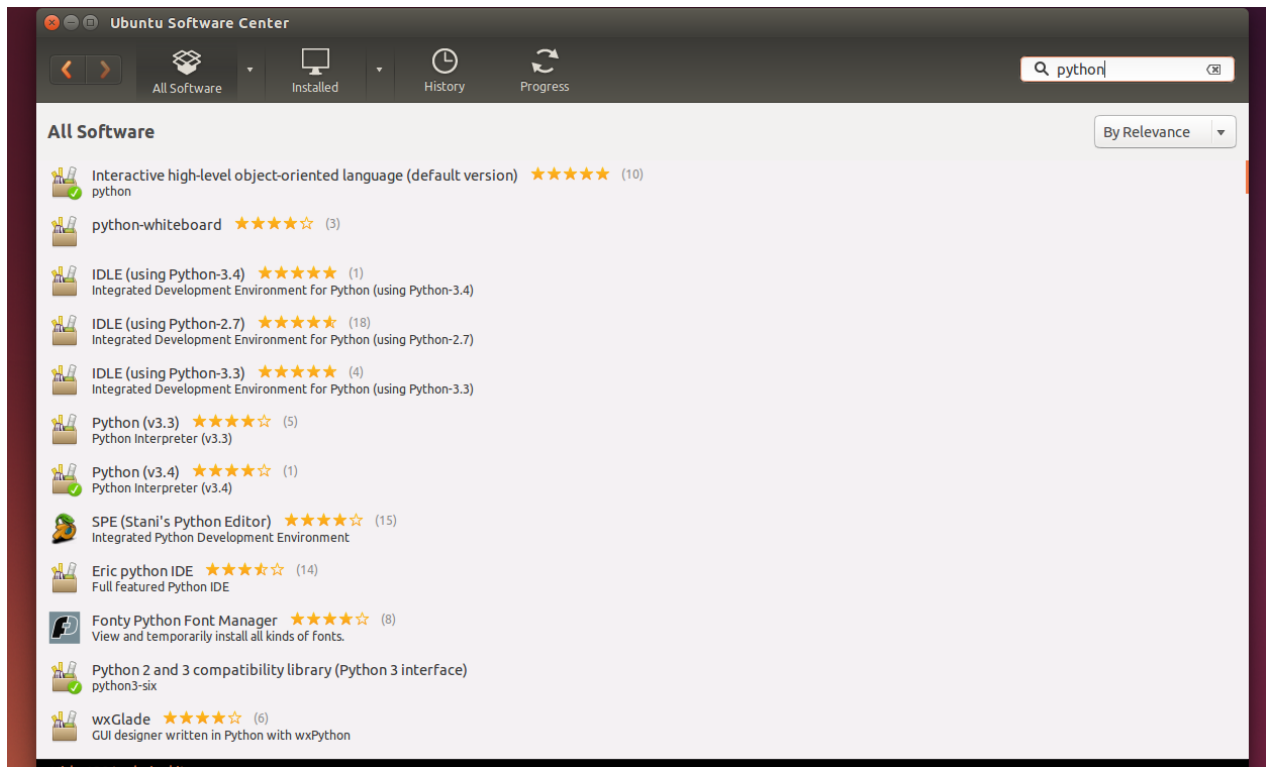 Ubuntu Software Center
All Software
Installed
History
Progress
python
All Software
By Relevance
Interactive high-level object-oriented language (default version) (10)
python
python-whiteboard (3)
IDLE (using Python-3.4) (1)
Integrated Development Environment for Python (using Python-3.4)
IDLE (using Python-2.7) (18)
Integrated Development Environment for Python (using Python-2.7)
IDLE (using Python-3.3) (4)
Integrated Development Environment for Python (using Python-3.3)
Python (v3.3) (5)
Python Interpreter (v3.3)
Python (v3.4) (1)
Python Interpreter (v3.4)
SPE (Stani's Python Editor) (15)
Integrated Python Development Environment
Eric python IDE (14)
Full featured Python IDE
Fonty Python Font Manager (8)
View and temporarily install all kinds of fonts.
Python 2 and 3 compatibility library (Python 3 interface)
python3-six
wxGlade (6)
GUI designer written in Python with wxPython